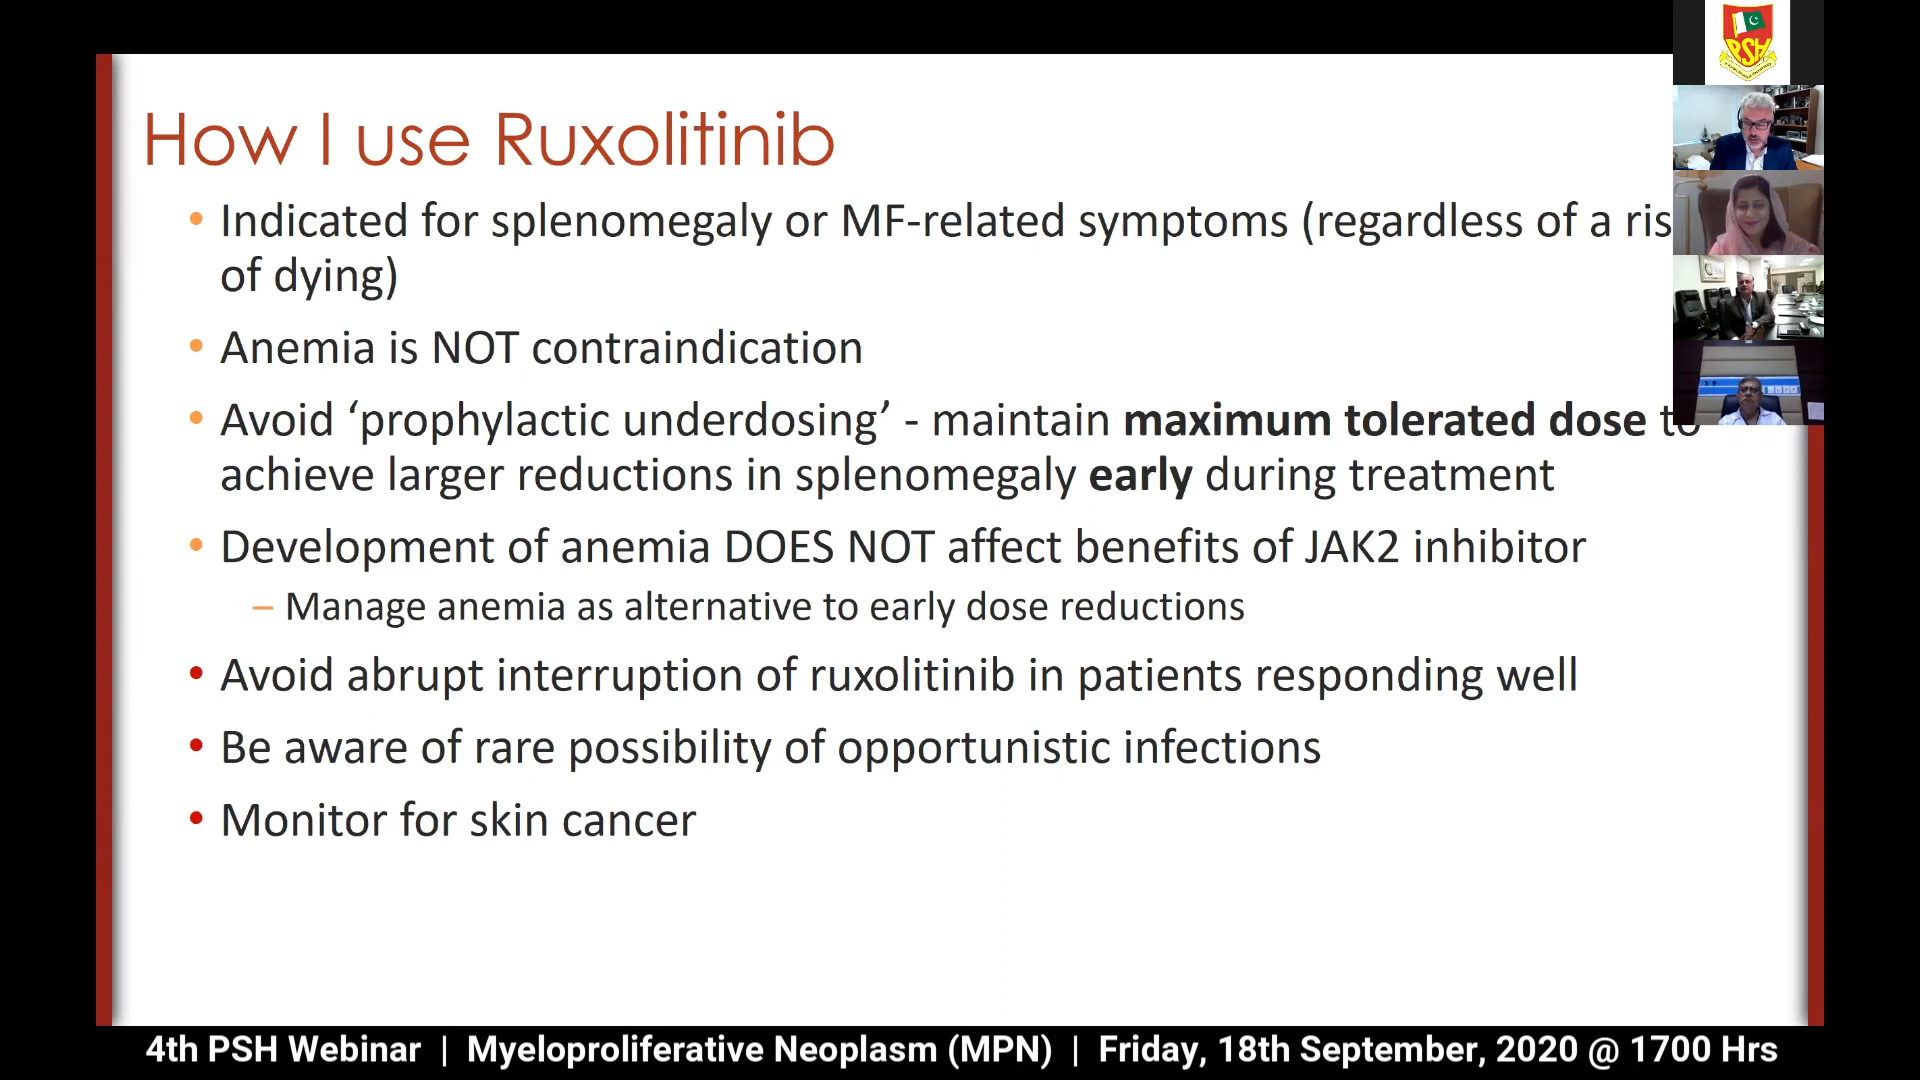 How I use Ruxolitinib
• Indicated for splenomegaly or MF-related symptoms (regardless of a
of dying)
• Anemia is NOT contraindication
• Avoid ‘prophylactic underdosing’ - maintain maximum tolerated dose to
achieve larger reductions in splenomegaly early during treatment
• Development of anemia DOES NOT affect benefits of JAK2 inhibitor
– Manage anemia as alternative to early dose reductions
• Avoid abrupt interruption of ruxolitinib in patients responding well
• Be aware of rare possibility of opportunistic infections
• Monitor for skin cancer
PSH
4th PSH Webinar | Myeloproliferative Neoplasm (MPN) | Friday, 18th September, 2020 @ 1700 Hrs